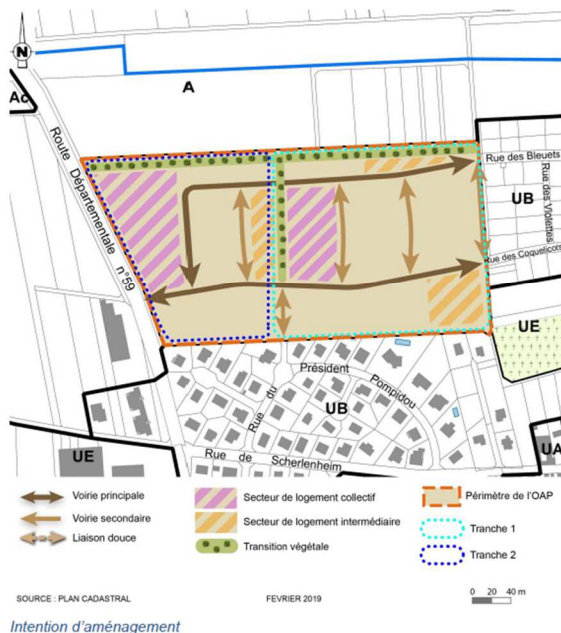 N
A
Ac
Route Départementale n°59
Rue des Bleuets
Rue des Violettes
UB
Rue des Coquelicots
UE
Président
Pompidou
Rue du
UB
UE
Rue de Scherlenheim
UA
Voirie principale
Voirie secondaire
Liaison douce
Secteur de logement collectif
Secteur de logement intermédiaire
Transition végétale
Périmètre de l'OAP
Tranche 1
Tranche 2
SOURCE : PLAN CADASTRAL
FEVRIER 2019
0 20 40 m
Intention d'aménagement